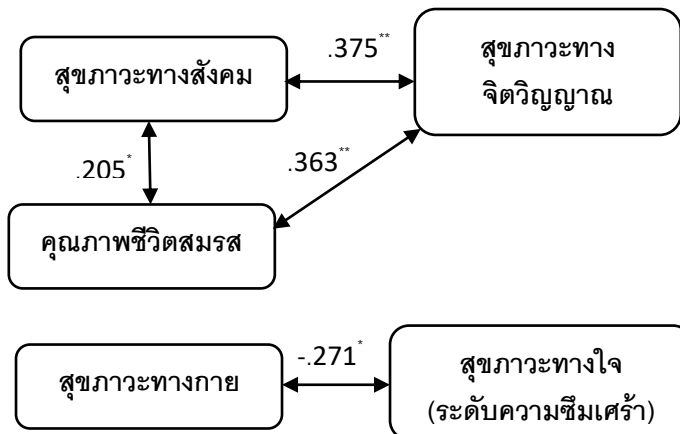 สุขภาวะทางสังคม
.375**
สุขภาวะทาง
จิตวิญญาณ
.205*
.363**
คุณภาพชีวิตสมรส
สุขภาวะทางกาย
-.271*
สุขภาวะทางใจ
(ระดับความซึมเศร้า)